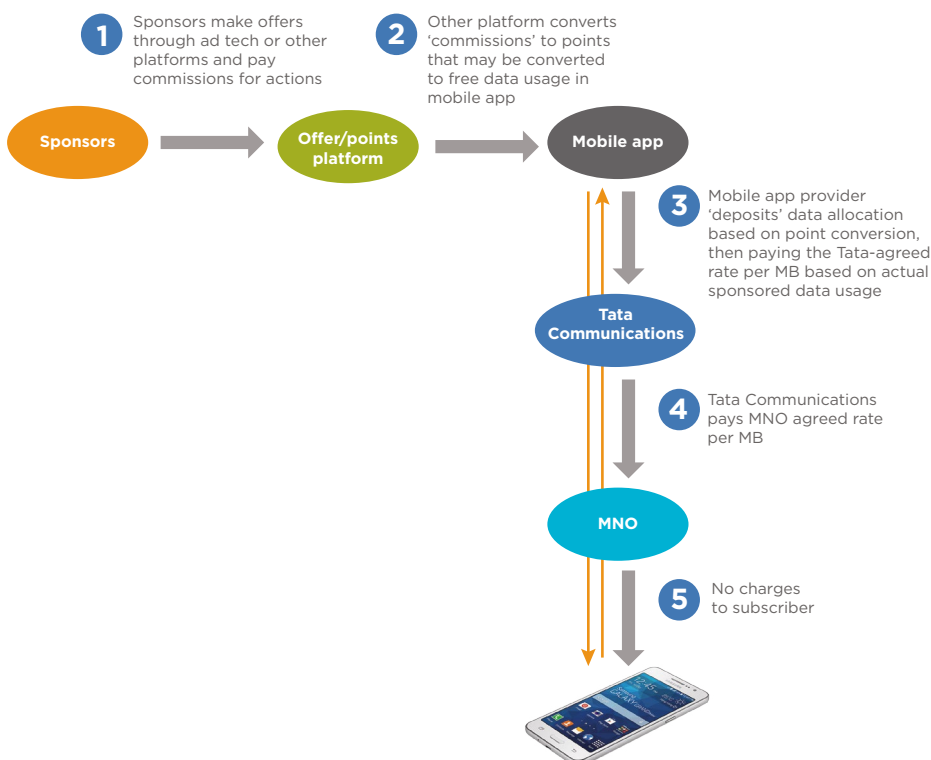 1
Sponsors make offers
through ad tech or other
platforms and pay
commissions for actions
2
Other platform converts
‘commissions’ to points
that may be converted
to free data usage in
mobile app
Sponsors
Offer/points
platform
Mobile app
3
Mobile app provider
‘deposits’ data allocation
based on point conversion,
then paying the Tata-agreed
rate per MB based on actual
sponsored data usage
Tata
Communications
4
Tata Communications
pays MNO agreed rate
per MB
MNO
5
No charges
to subscriber
12:45
Samsung
GALAXY